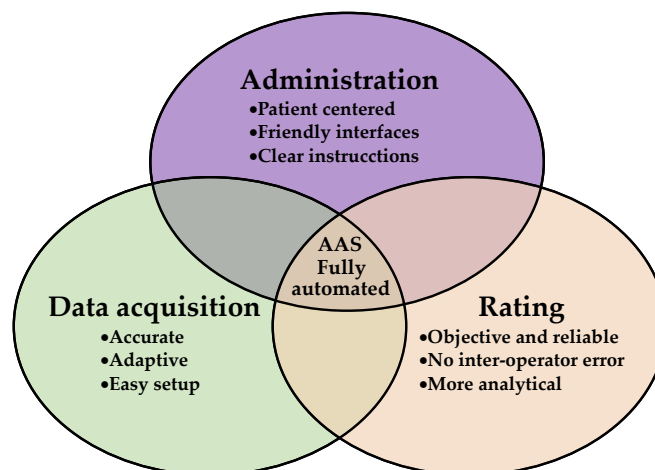 Administration
•Patient centered
•Friendly interfaces
•Clear instrucctions
AAS
Fully
automated
Data acquisition
•Accurate
•Adaptive
•Easy setup
Rating
•Objective and reliable
•No inter-operator error
•More analytical